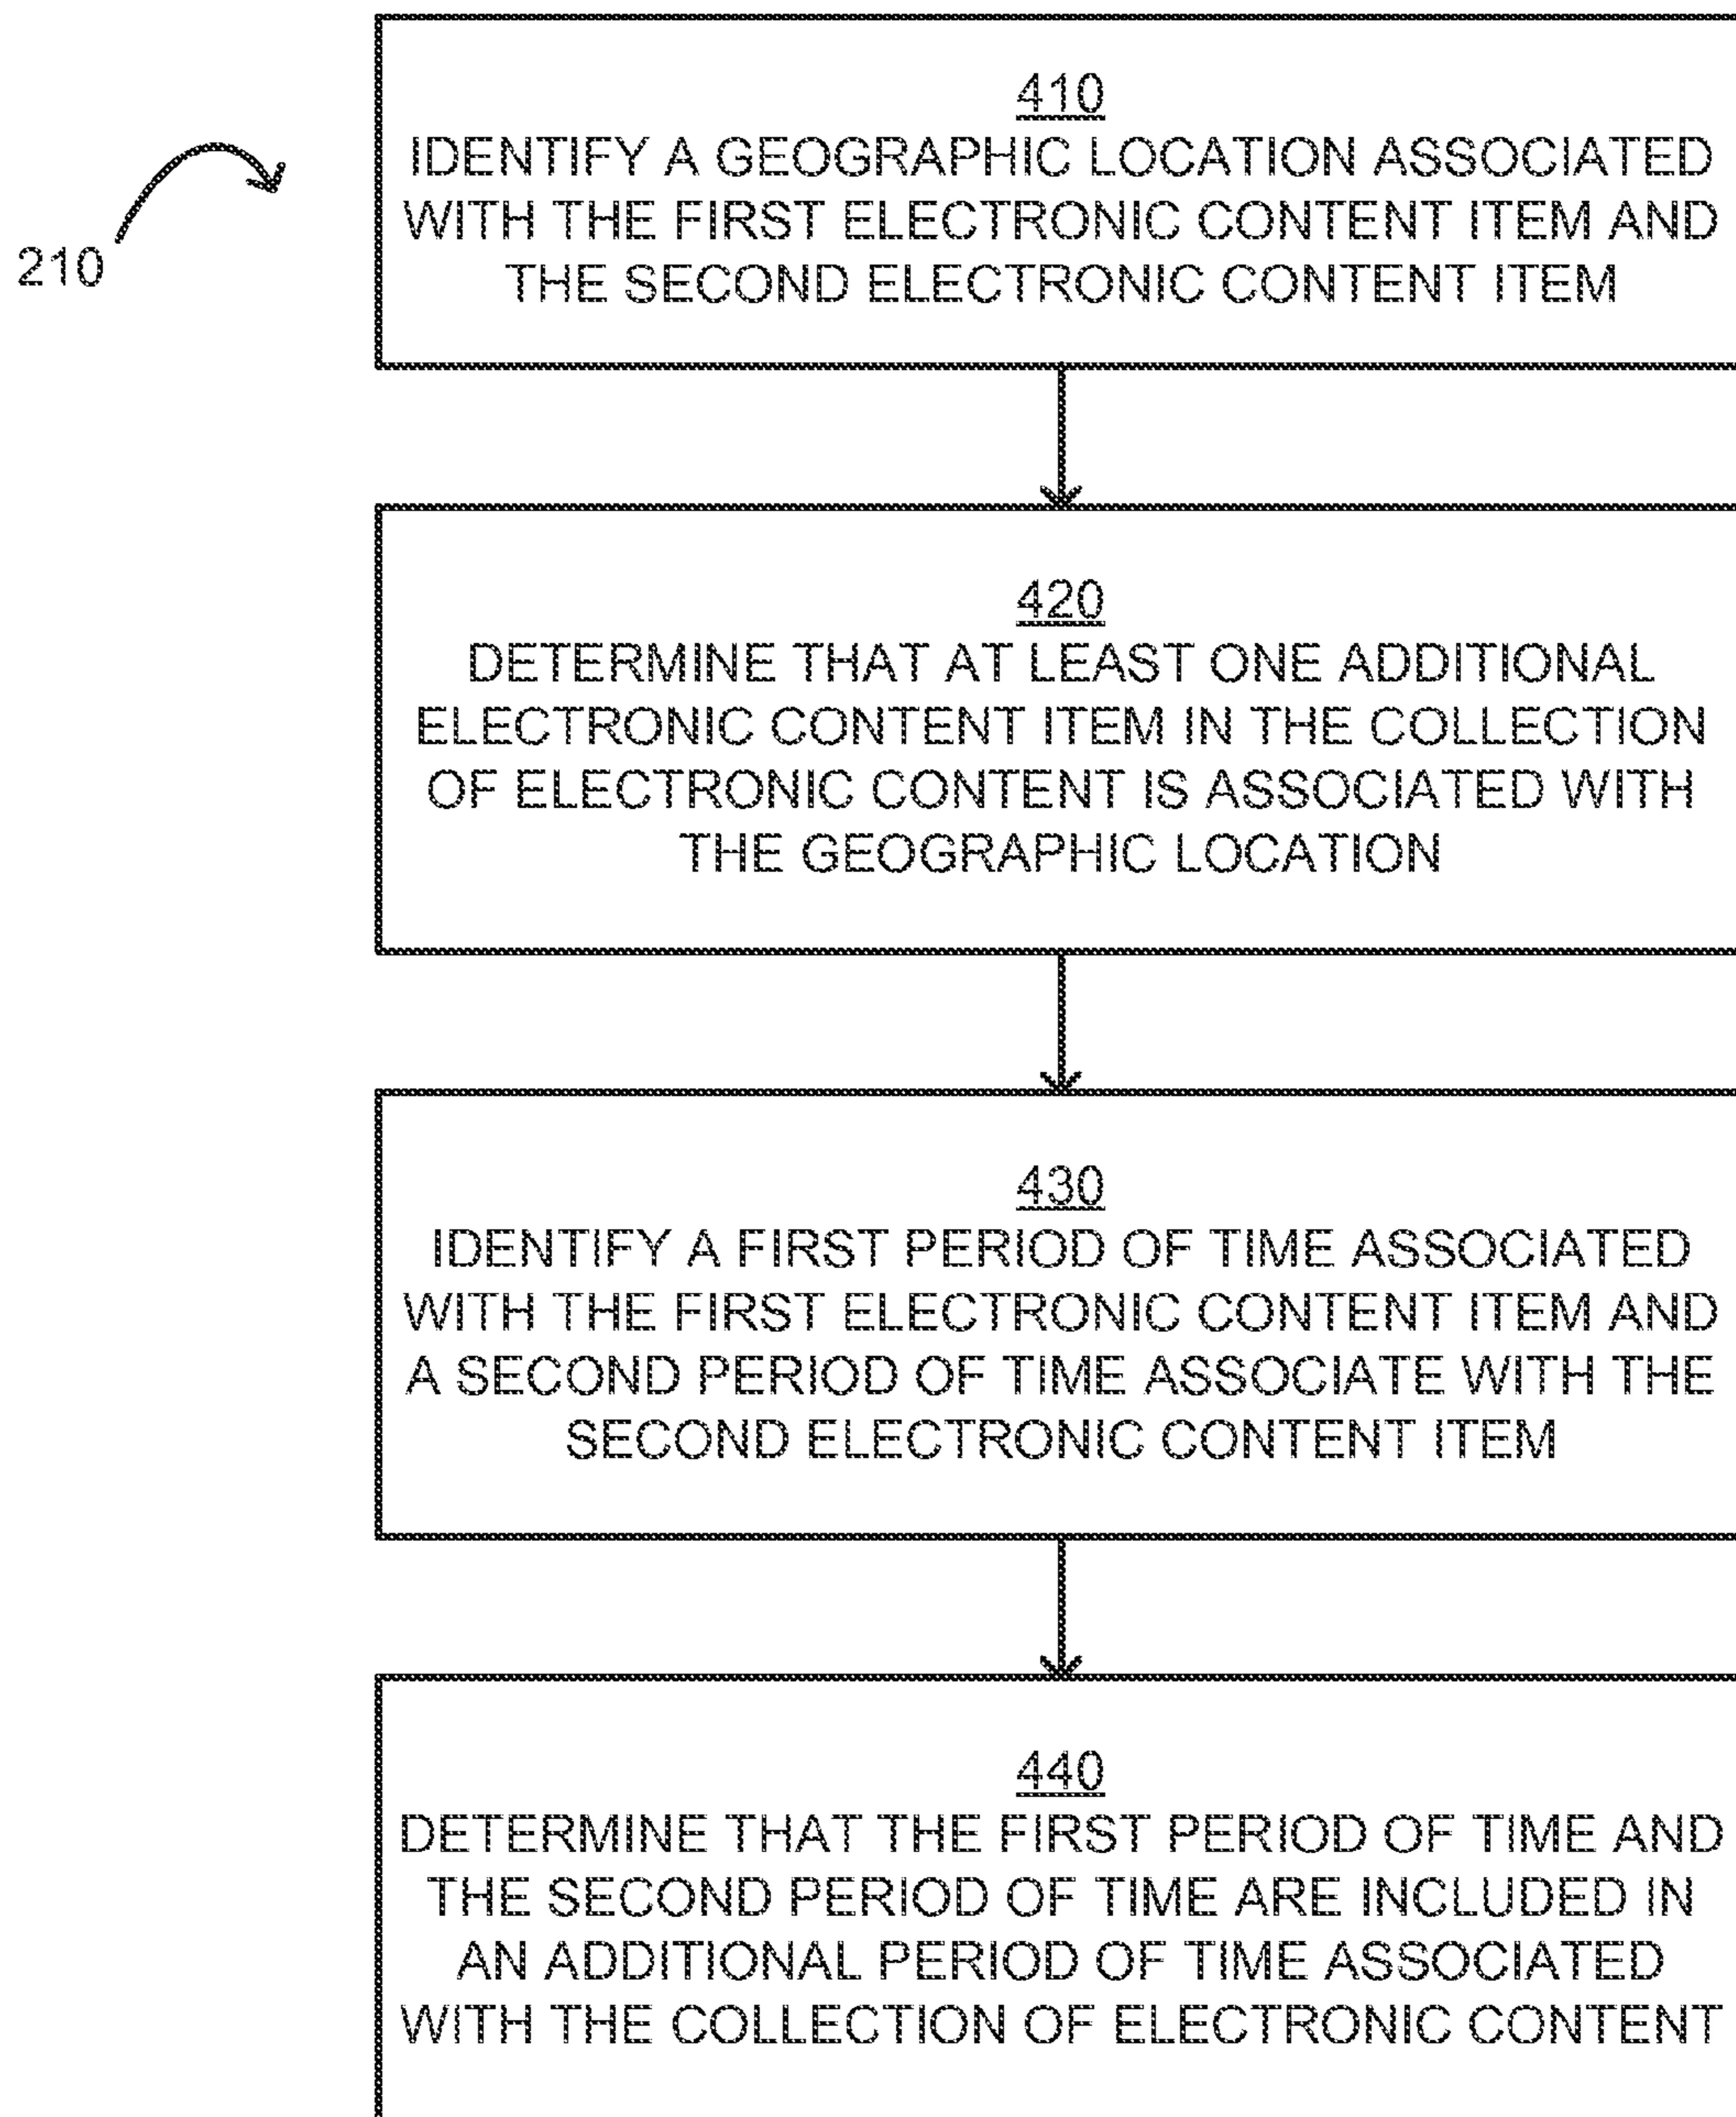 410
IDENTIFY A GEOGRAPHIC LOCATION ASSOCIATED
WITH THE FIRST ELECTRONIC CONTENT ITEM AND
THE SECOND ELECTRONIC CONTENT ITEM
210
420
DETERMINE THAT AT LEAST ONE ADDITIONAL
ELECTRONIC CONTENT ITEM IN THE COLLECTION
OF ELECTRONIC CONTENT IS ASSOCIATED WITH
THE GEOGRAPHIC LOCATION
430
IDENTIFY A FIRST PERIOD OF TIME ASSOCIATED
WITH THE FIRST ELECTRONIC CONTENT ITEM AND
A SECOND PERIOD OF TIME ASSOCIATE WITH THE
SECOND ELECTRONIC CONTENT ITEM
440
DETERMINE THAT THE FIRST PERIOD OF TIME AND
THE SECOND PERIOD OF TIME ARE INCLUDED IN
AN ADDITIONAL PERIOD OF TIME ASSOCIATED
WITH THE COLLECTION OF ELECTRONIC CONTENT